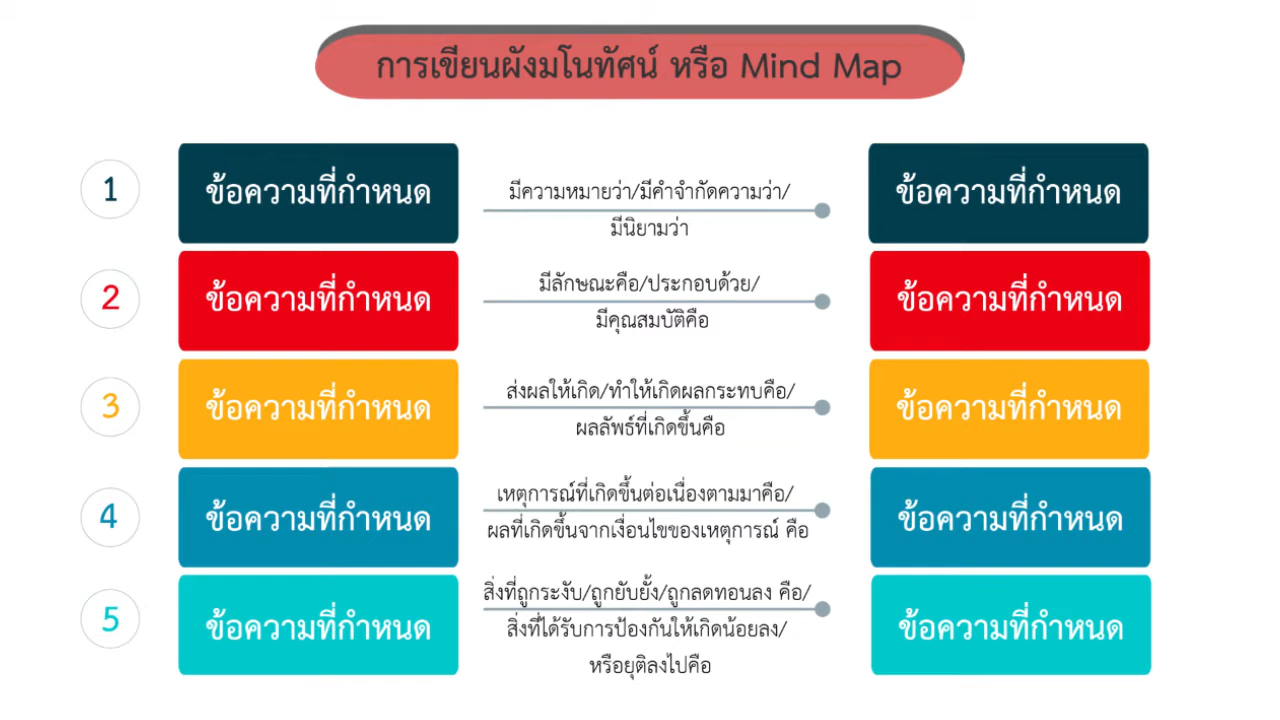 การเขียนผังมโนทัศน์ หรือ Mind Map
1
ข้อความที่กำหนด
มีความหมายว่า/มีคำจำกัดความว่า/
มีนิยามว่า
ข้อความที่กำหนด
2
ข้อความที่กำหนด
มีลักษณะคือ/ประกอบด้วย/
มีคุณสมบัติคือ
ข้อความที่กำหนด
3
ข้อความที่กำหนด
ส่งผลให้เกิด/ทำให้เกิดผลกระทบคือ/
ผลลัพธ์ที่เกิดขึ้นคือ
ข้อความที่กำหนด
4
ข้อความที่กำหนด
เหตุการณ์ที่เกิดขึ้นต่อเนื่องตามมาคือ/
ผลที่เกิดขึ้นจากเงื่อนไขของเหตุการณ์ คือ
ข้อความที่กำหนด
5
ข้อความที่กำหนด
สิ่งที่ถูกระงับ/ถูกยับยั้ง/ถูกลดทอนลง คือ/
สิ่งที่ได้รับการป้องกันให้เกิดน้อยลง/
หรือยุติลงไปคือ
ข้อความที่กำหนด